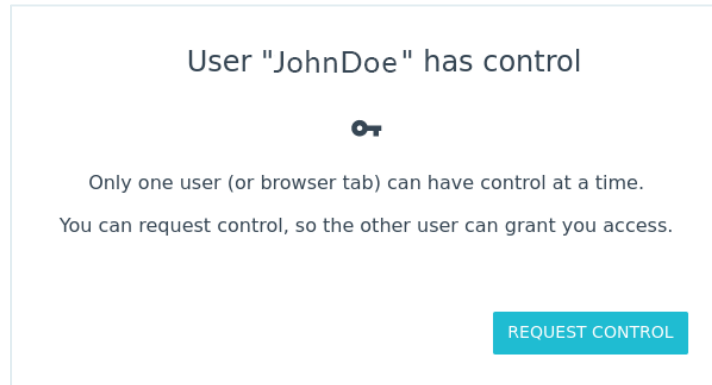 User "JohnDoe" has control
Only one user (or browser tab) can have control at a time.
You can request control, so the other user can grant you access.
REQUEST CONTROL